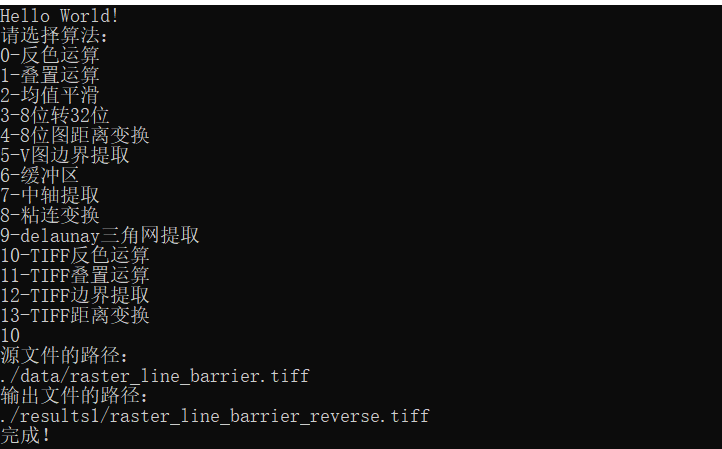 Hello World!
请选择算法:
0-反色运算
1-叠置运算
2-均值平滑
3-8位转32位
4-8位图距离变换
5-V图边界提取
6-缓冲区
7-中轴提取
8-粘连变换
9-delaunay三角网提取
10-TIFF反色运算
11-TIFF叠置运算
12-TIFF边界提取
13-TIFF距离变换
10
源文件的路径:
./data/raster_line_barrier.tiff
输出文件的路径:
./results1/raster_line_barrier_reverse.tiff
完成!